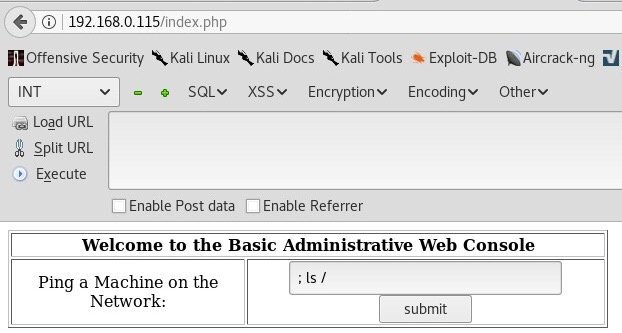 192.168.0.115/index.php
Offensive Security Kali Linux Kali Docs Kali Tools Exploit-DB Aircrack-ng
INT SQL XSS Encryption Encoding Other
Load URL
Split URL
Execute
Enable Post data Enable Referrer
Welcome to the Basic Administrative Web Console
Ping a Machine on the
Network:
; ls /
submit